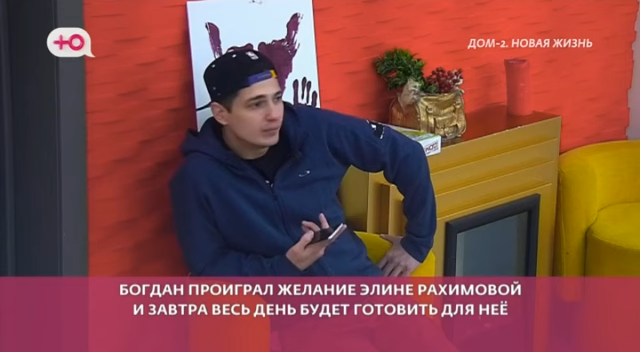 Ю
ДОМ-2. НОВАЯ ЖИЗНЬ
БОГДАН ПРОИГРАЛ ЖЕЛАНИЕ ЭЛИНЕ РАХИМОВОЙ
И ЗАВТРА ВЕСЬ ДЕНЬ БУДЕТ ГОТОВИТЬ ДЛЯ НЕЁ